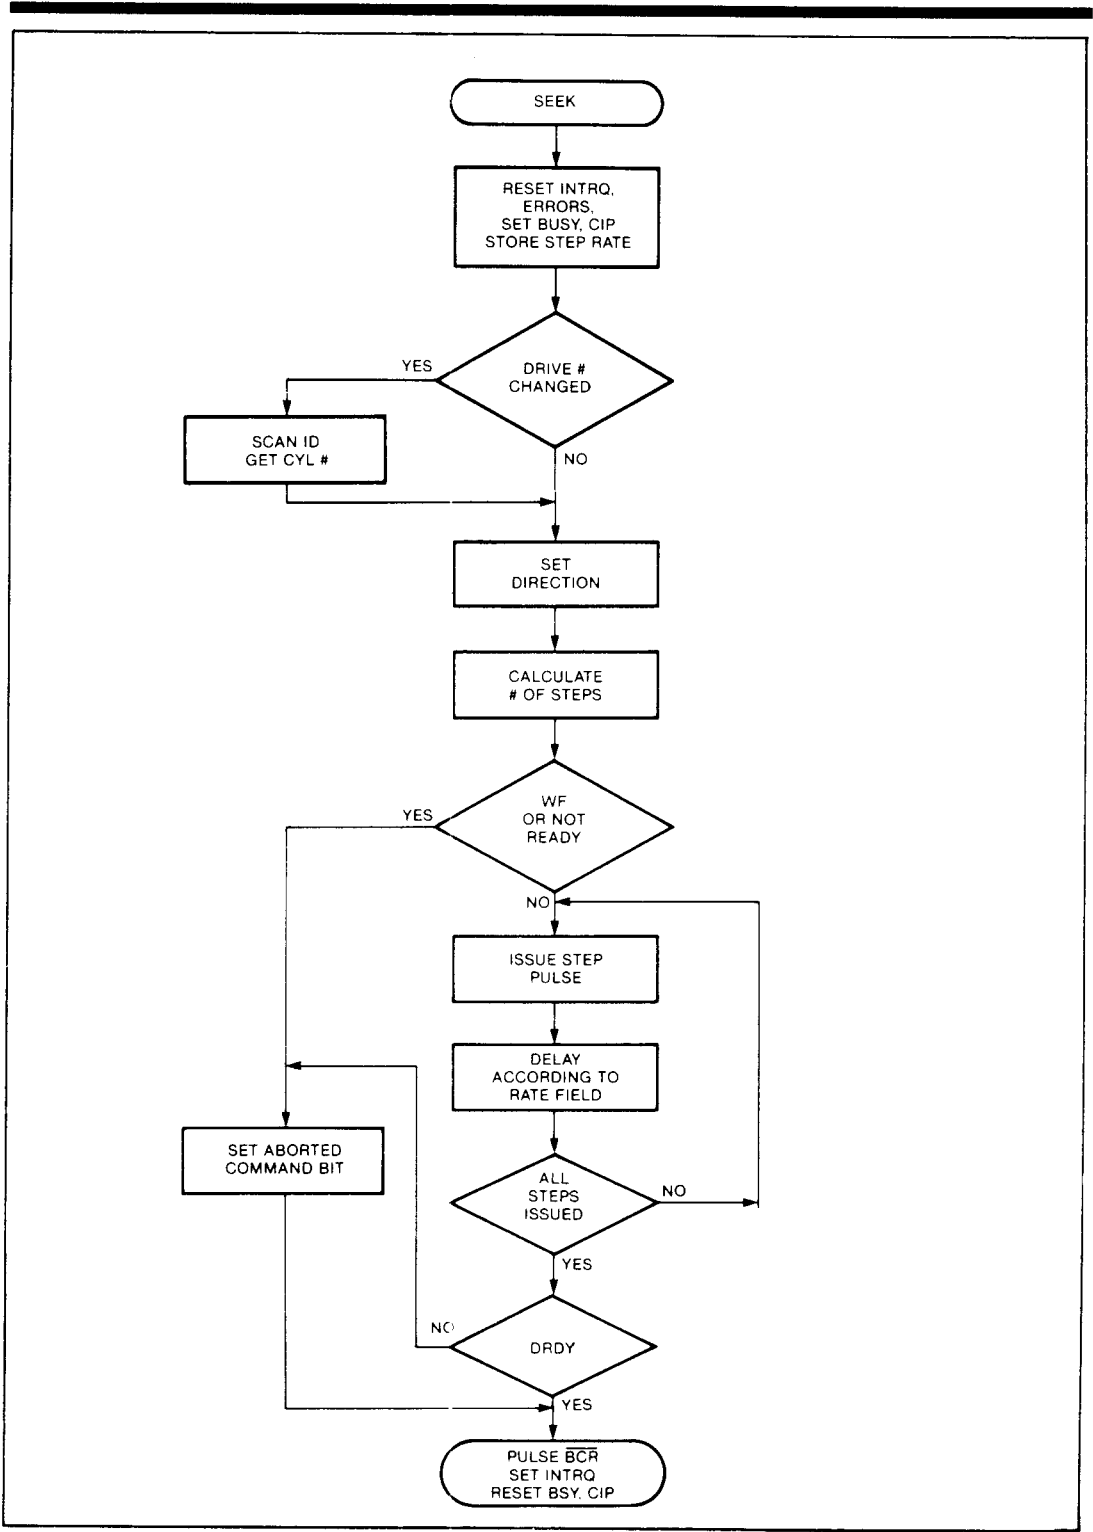 SEEK
RESET INTRQ,
ERRORS,
SET BUSY, CIP
STORE STEP RATE
YES
DRIVE #
CHANGED
SCAN ID
GET CYL #
NO
SET
DIRECTION
CALCULATE
# OF STEPS
YES
WF
OR NOT
READY
NO
ISSUE STEP
PULSE
DELAY
ACCORDING TO
RATE FIELD
SET ABORTED
COMMAND BIT
ALL
STEPS
ISSUED
NO
YES
NO
DRDY
YES
PULSE B̅C̅R̅
SET INTRQ
RESET BSY, CIP